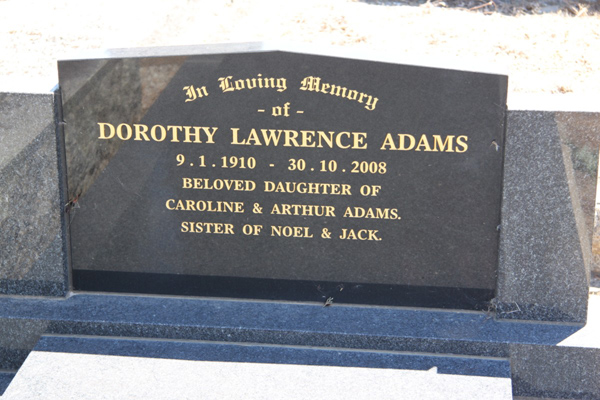 In Loving Memory
- of -
DOROTHY LAWRENCE ADAMS
9.1.1910 - 30.10.2008
BELOVED DAUGHTER OF
CAROLINE & ARTHUR ADAMS.
SISTER OF NOEL & JACK.